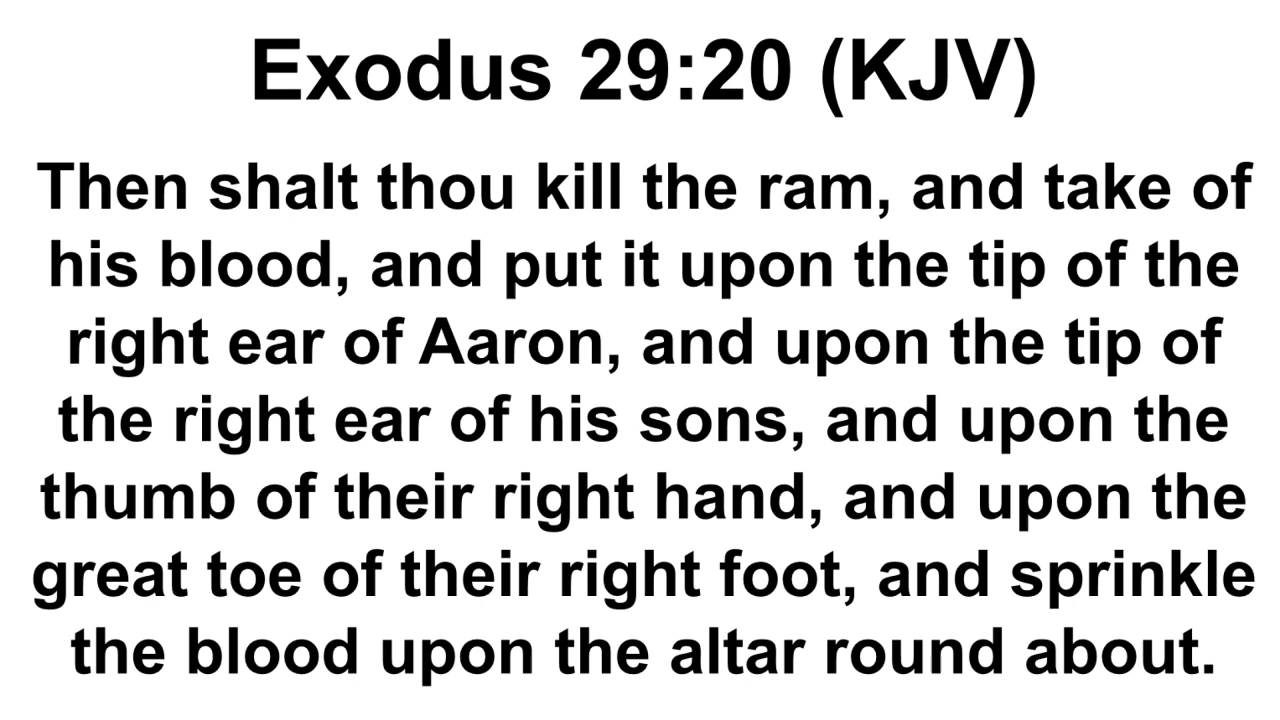 Exodus 29:20 (KJV)
Then shalt thou kill the ram, and take of
his blood, and put it upon the tip of the
right ear of Aaron, and upon the tip of
the right ear of his sons, and upon the
thumb of their right hand, and upon the
great toe of their right foot, and sprinkle
the blood upon the altar round about.